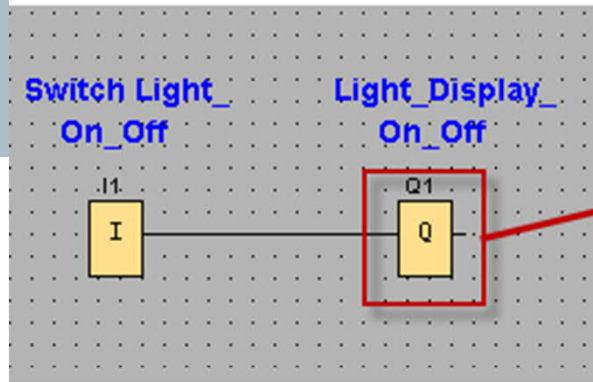 Switch Light_
On_Off
Light_Display_
On_Off
I1
Q1
I
Q